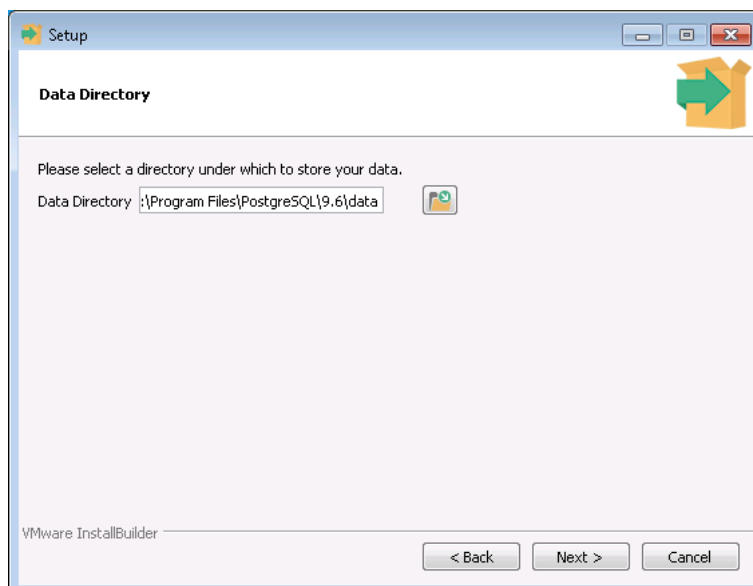 Setup
Data Directory
Please select a directory under which to store your data.
Data Directory :\Program Files\PostgreSQL\9.6\data
VMware InstallBuilder
< Back Next > Cancel